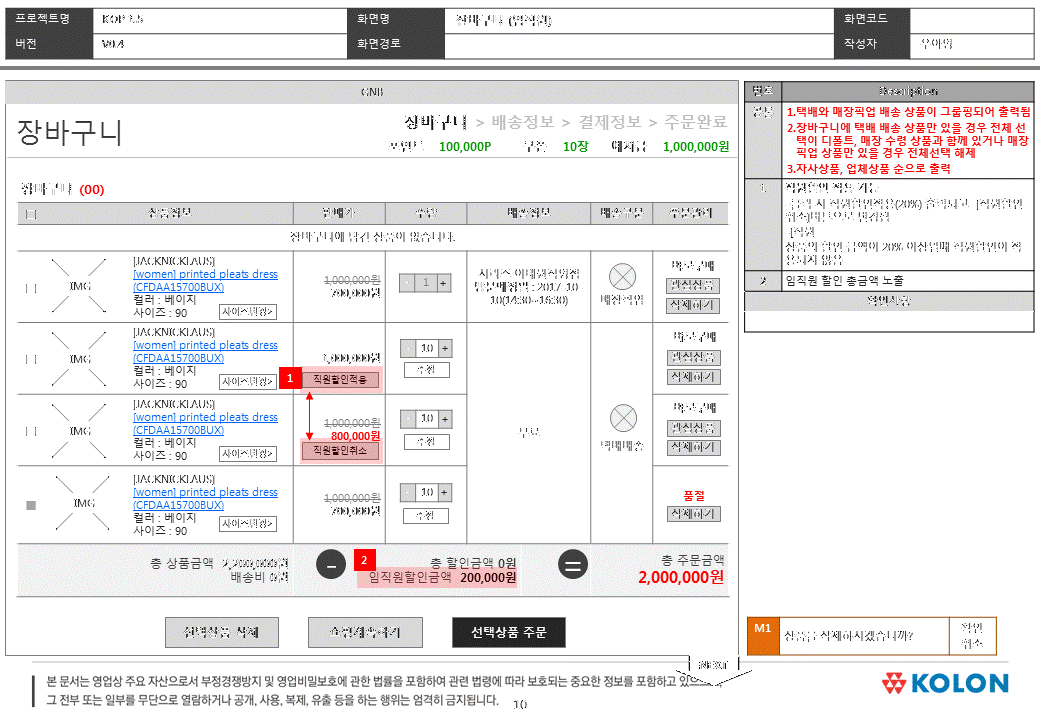 프로젝트명 KOP 3.5 화면명 장바구니 (임직원) 화면코드
버전 V0.4 화면경로 작성자
GNB
장바구니
장바구니 > 배송정보 > 결제정보 > 주문완료
포인트 100,000P 쿠폰 10장 예치금 1,000,000원
장바구니 (00)
상품정보 판매가 수량 배송정보 배송구분 주문관리
장바구니에 담긴 상품이 없습니다.
IMG
[JACKNICKLAUS]
[women] printed pleats dress
(CFDAA15700BUX)
컬러 : 베이지
사이즈 : 90
사이즈변경>
1,000,000원
700,000원
- 1 +
10(14:30~16:30)
매장픽업
바로구매
관심상품
삭제하기
IMG
[JACKNICKLAUS]
[women] printed pleats dress
(CFDAA15700BUX)
컬러 : 베이지
사이즈 : 90
사이즈변경>
1,000,000원
1
직원할인적용
- 10 +
수정
바로구매
관심상품
삭제하기
IMG
[JACKNICKLAUS]
[women] printed pleats dress
(CFDAA15700BUX)
컬러 : 베이지
사이즈 : 90
사이즈변경>
1,000,000원
800,000원
직원할인취소
- 10 +
수정
무료
택배배송
바로구매
관심상품
삭제하기
IMG
[JACKNICKLAUS]
[women] printed pleats dress
(CFDAA15700BUX)
컬러 : 베이지
사이즈 : 90
사이즈변경>
1,000,000원
700,000원
- 10 +
수정
품절
삭제하기
총 상품금액
배송비 0원
-
2
총 할인금액 0원
임직원할인금액 200,000원
=
총 주문금액
2,000,000원
선택상품 삭제
쇼핑계속하기
선택상품 주문
번호 Description
공통
1.택배와 매장픽업 배송 상품이 그룹핑되어 출력됨
2.장바구니에 택배 배송 상품만 있을 경우 전체 선
택이 디폴트, 매장 수령 상품과 함께 있거나 매장
픽업 상품만 있을 경우 전체선택 해제
3.자사상품, 업체상품 순으로 출력
1 직원할인 적용 기능
상품의 할인 금액이 20% 이상일때 직원할인이 적
용되지 않음
2 임직원 할인 총금액 노출
확인사항
M1
상품을 삭제하시겠습니까?
확인
취소
NEXT
본 문서는 영업상 주요 자산으로서 부정경쟁방지 및 영업비밀보호에 관한 법률을 포함하여 관련 법령에 따라 보호되는 중요한 정보를 포함하고
그 전부 또는 일부를 무단으로 열람하거나 공개, 사용, 복제, 유출 등을 하는 행위는 엄격히 금지됩니다.
10
KOLON